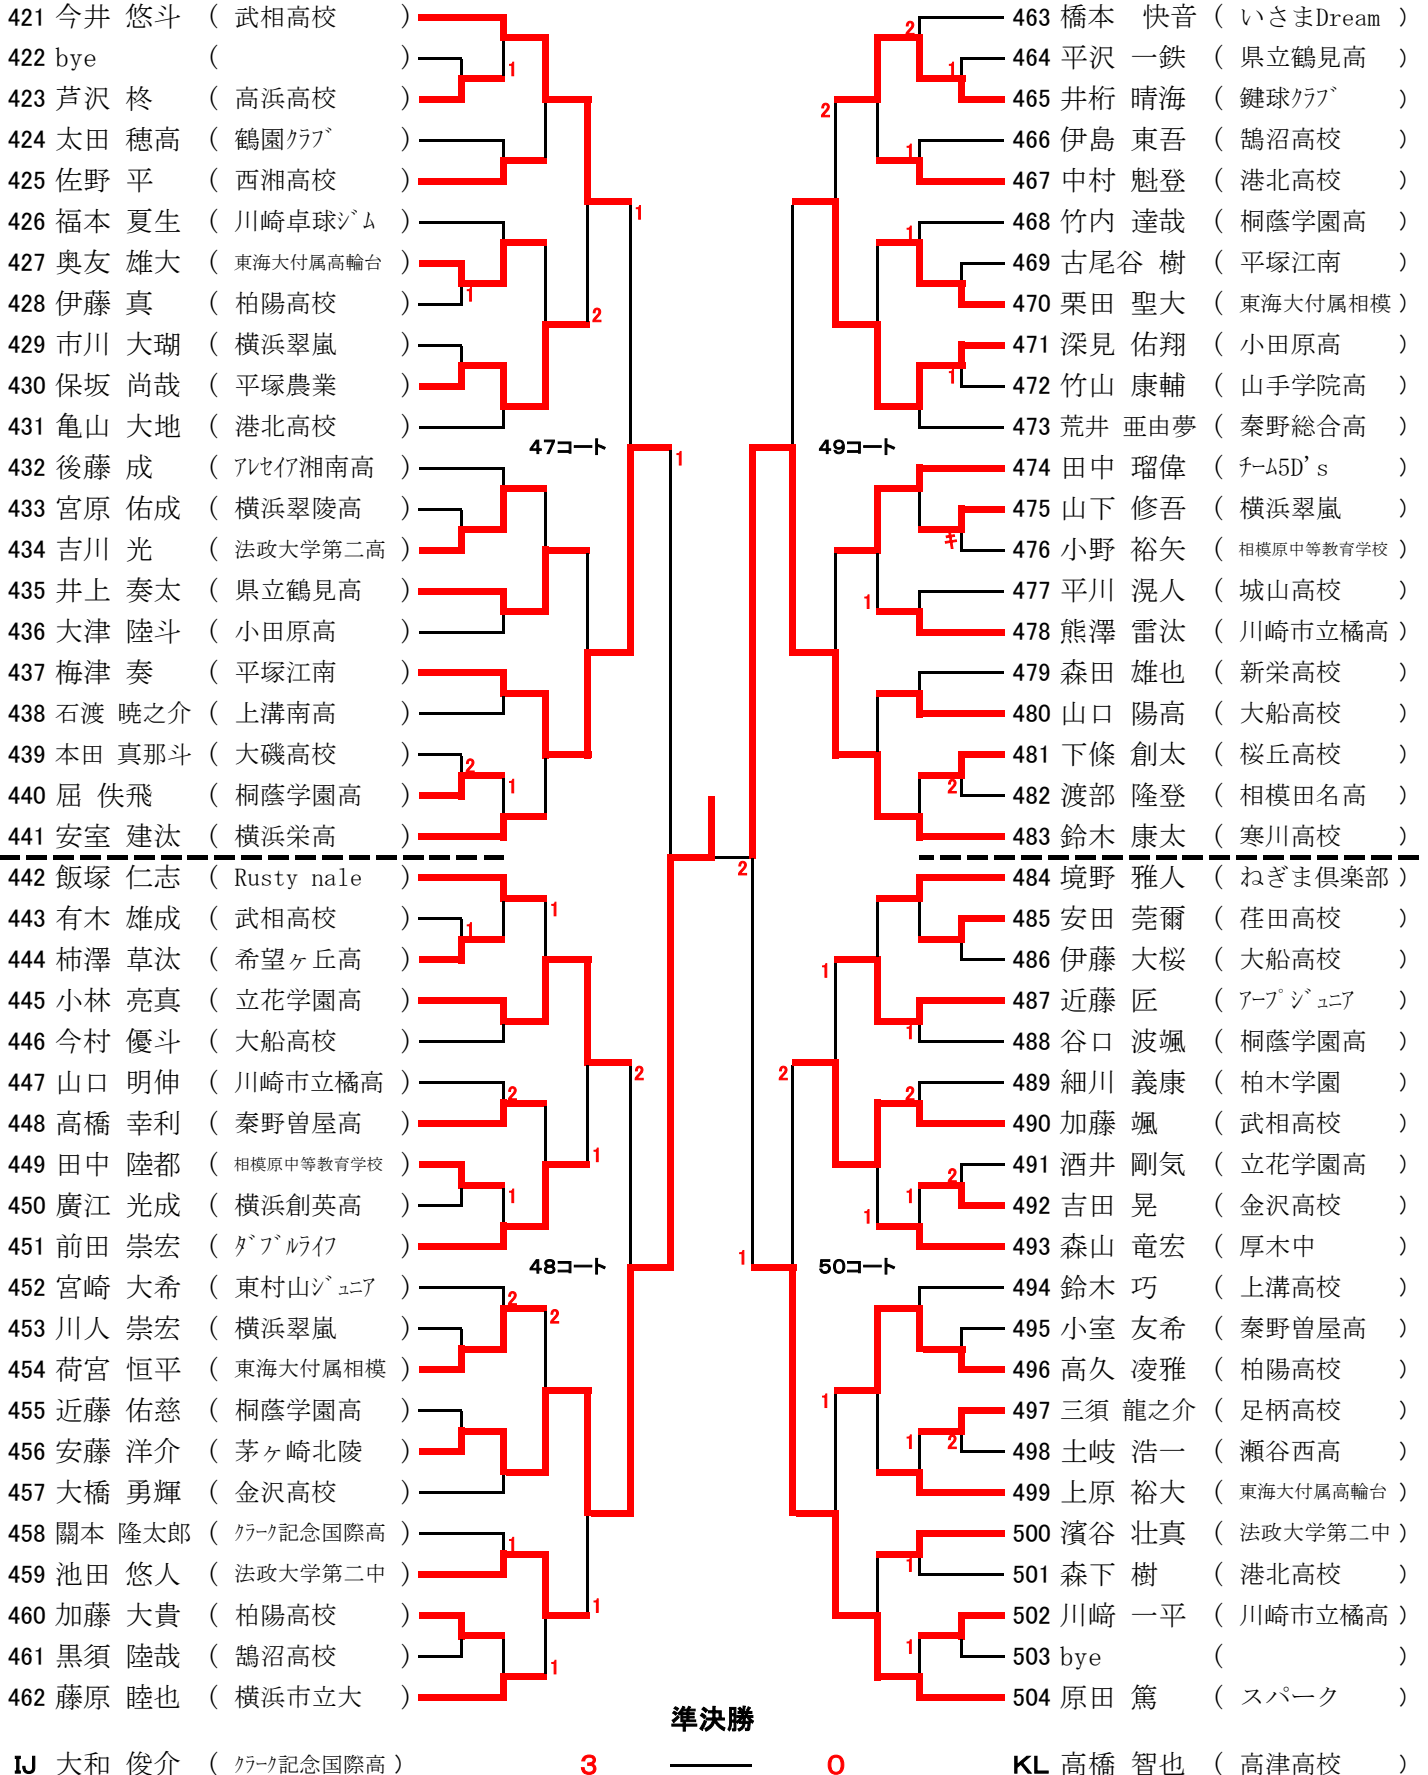 421 今井 悠斗 ( 武相高校 )
422 bye ( )
1
423 芦沢 柊 ( 高浜高校 )
424 太田 穂高 ( 鶴園クラブ )
425 佐野 平 ( 西湘高校 )
1
426 福本 夏生 ( 川崎卓球ジム )
427 奥友 雄大 ( 東海大付属高輪台 )
1
428 伊藤 真 ( 柏陽高校 )
2
429 市川 大瑚 ( 横浜翠嵐 )
430 保坂 尚哉 ( 平塚農業 )
431 亀山 大地 ( 港北高校 )
47コート
1
432 後藤 成 ( アレセイア湘南高 )
433 宮原 佑成 ( 横浜翠陵高 )
434 吉川 光 ( 法政大学第二高 )
435 井上 奏太 ( 県立鶴見高 )
436 大津 陸斗 ( 小田原高 )
437 梅津 奏 ( 平塚江南 )
438 石渡 暁之介 ( 上溝南高 )
439 本田 真那斗 ( 大磯高校 )
2
1
440 屈 佚飛 ( 桐蔭学園高 )
441 安室 建汰 ( 横浜栄高 )
442 飯塚 仁志 ( Rusty nale )
1
443 有木 雄成 ( 武相高校 )
1
444 柿澤 草汰 ( 希望ヶ丘高 )
445 小林 亮真 ( 立花学園高 )
446 今村 優斗 ( 大船高校 )
2
447 山口 明伸 ( 川崎市立橘高 )
2
448 高橋 幸利 ( 秦野曽屋高 )
1
449 田中 陸都 ( 相模原中等教育学校 )
1
450 廣江 光成 ( 横浜創英高 )
451 前田 崇宏 ( ダブルライフ )
48コート
452 宮崎 大希 ( 東村山ジュニア )
2
2
453 川人 崇宏 ( 横浜翠嵐 )
454 荷宮 恒平 ( 東海大付属相模 )
455 近藤 佑慈 ( 桐蔭学園高 )
456 安藤 洋介 ( 茅ヶ崎北陵 )
457 大橋 勇輝 ( 金沢高校 )
458 關本 隆太郎 ( クラーク記念国際高 )
1
459 池田 悠人 ( 法政大学第二中 )
1
460 加藤 大貴 ( 柏陽高校 )
461 黒須 陸哉 ( 鵠沼高校 )
1
462 藤原 睦也 ( 横浜市立大 )
463 橋本 快音 ( いさまDream )
2
464 平沢 一鉄 ( 県立鶴見高 )
1
465 井桁 晴海 ( 鍵球クラブ )
2
466 伊島 東吾 ( 鵠沼高校 )
1
467 中村 魁登 ( 港北高校 )
468 竹内 達哉 ( 桐蔭学園高 )
1
469 古尾谷 樹 ( 平塚江南 )
470 栗田 聖大 ( 東海大付属相模 )
471 深見 佑翔 ( 小田原高 )
1
472 竹山 康輔 ( 山手学院高 )
473 荒井 亜由夢 ( 秦野総合高 )
49コート
474 田中 瑠偉 ( チーム5D's )
475 山下 修吾 ( 横浜翠嵐 )
キ
476 小野 裕矢 ( 相模原中等教育学校 )
477 平川 滉人 ( 城山高校 )
1
478 熊澤 雷汰 ( 川崎市立橘高 )
479 森田 雄也 ( 新栄高校 )
480 山口 陽高 ( 大船高校 )
481 下條 創太 ( 桜丘高校 )
2
482 渡部 隆登 ( 相模田名高 )
483 鈴木 康太 ( 寒川高校 )
2
484 境野 雅人 ( ねぎま倶楽部 )
485 安田 莞爾 ( 荏田高校 )
486 伊藤 大桜 ( 大船高校 )
1
487 近藤 匠 ( アープジュニア )
1
488 谷口 波颯 ( 桐蔭学園高 )
2
489 細川 義康 ( 柏木学園 )
2
490 加藤 颯 ( 武相高校 )
491 酒井 剛気 ( 立花学園高 )
2
1
492 吉田 晃 ( 金沢高校 )
1
493 森山 竜宏 ( 厚木中 )
1
50コート
494 鈴木 巧 ( 上溝高校 )
495 小室 友希 ( 秦野曽屋高 )
496 高久 凌雅 ( 柏陽高校 )
1
497 三須 龍之介 ( 足柄高校 )
1
2
498 土岐 浩一 ( 瀬谷西高 )
499 上原 裕大 ( 東海大付属高輪台 )
500 濱谷 壮真 ( 法政大学第二中 )
1
501 森下 樹 ( 港北高校 )
502 川﨑 一平 ( 川崎市立橘高 )
1
503 bye ( )
504 原田 篤 ( スパーク )
準決勝
IJ 大和 俊介 ( クラーク記念国際高 ) 3 0 KL 高橋 智也 ( 高津高校 )